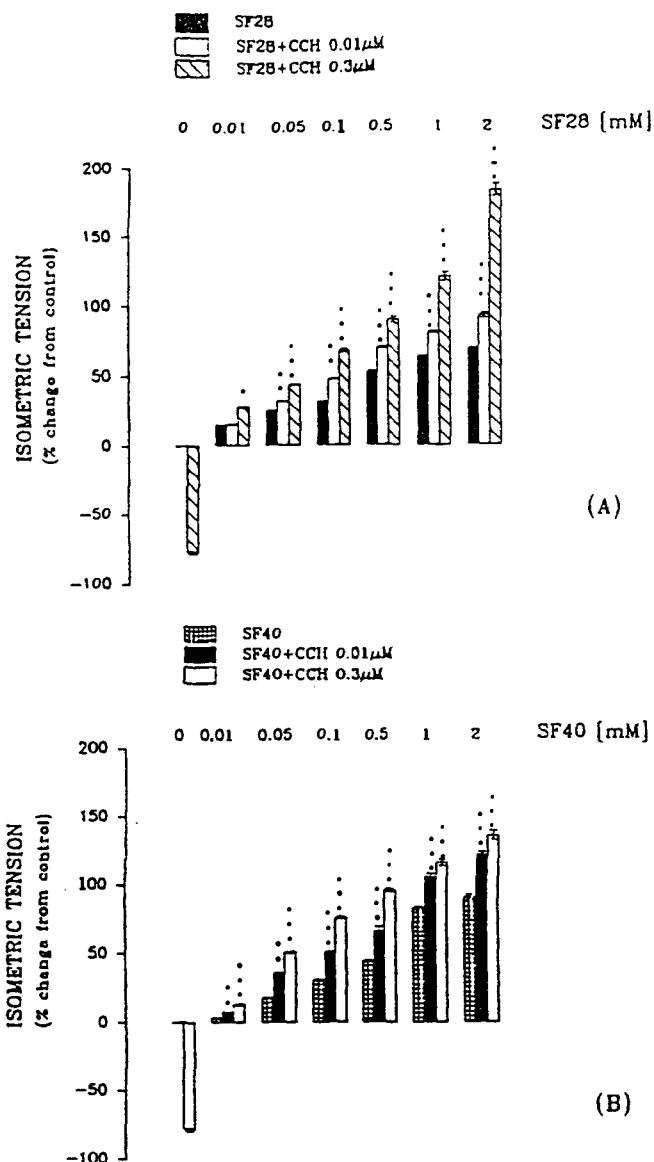 SF28
SF28+CCH 0.01μM
SF28+CCH 0.3μM
0 0.01 0.05 0.1 0.5 1 2 SF28 [mM]
200
150
100
50
0
−50
−100
ISOMETRIC TENSION
(% change from control)
(A)
SF40
SF40+CCH 0.01μM
SF40+CCH 0.3μM
0 0.01 0.05 0.1 0.5 1 2 SF40 [mM]
200
150
100
50
0
−50
−100
ISOMETRIC TENSION
(% change from control)
(B)